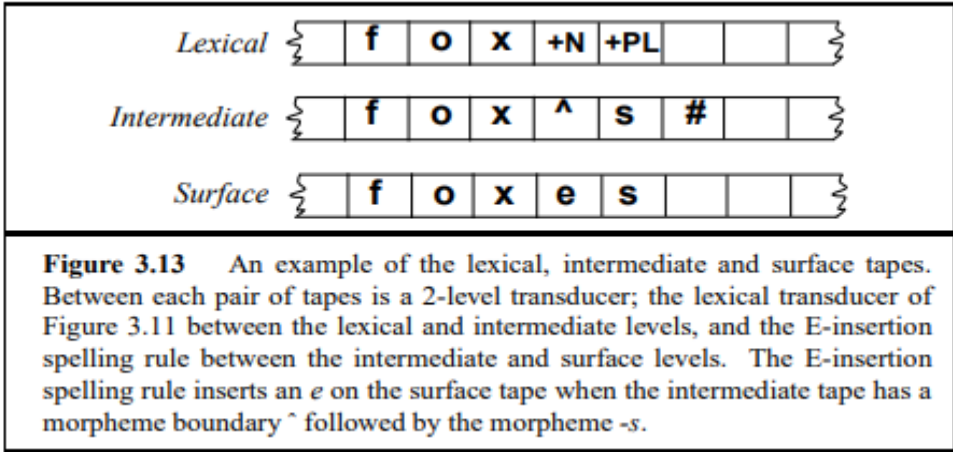 Lexical f o x +N +PL
Intermediate f o x ^ s #
Surface f o x e s
Figure 3.13 An example of the lexical, intermediate and surface tapes.
Between each pair of tapes is a 2-level transducer; the lexical transducer of
Figure 3.11 between the lexical and intermediate levels, and the E-insertion
spelling rule between the intermediate and surface levels. The E-insertion
spelling rule inserts an e on the surface tape when the intermediate tape has a
morpheme boundary ^ followed by the morpheme -s.